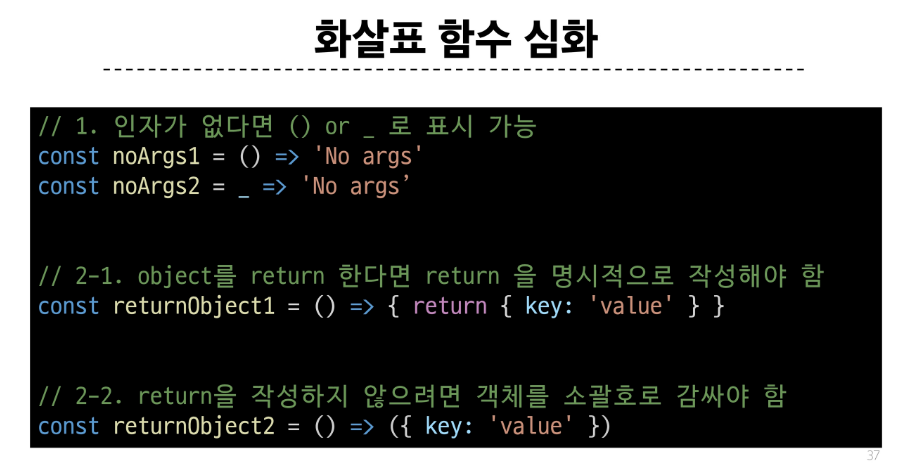 화살표 함수 심화
// 1. 인자가 없다면 () or _ 로 표시 가능
const noArgs1 = () => 'No args'
const noArgs2 = _ => 'No args’
// 2-1. object를 return 한다면 return 을 명시적으로 작성해야 함
const returnObject1 = () => { return { key: 'value' } }
// 2-2. return을 작성하지 않으려면 객체를 소괄호로 감싸야 함
const returnObject2 = () => ({ key: 'value' })
37